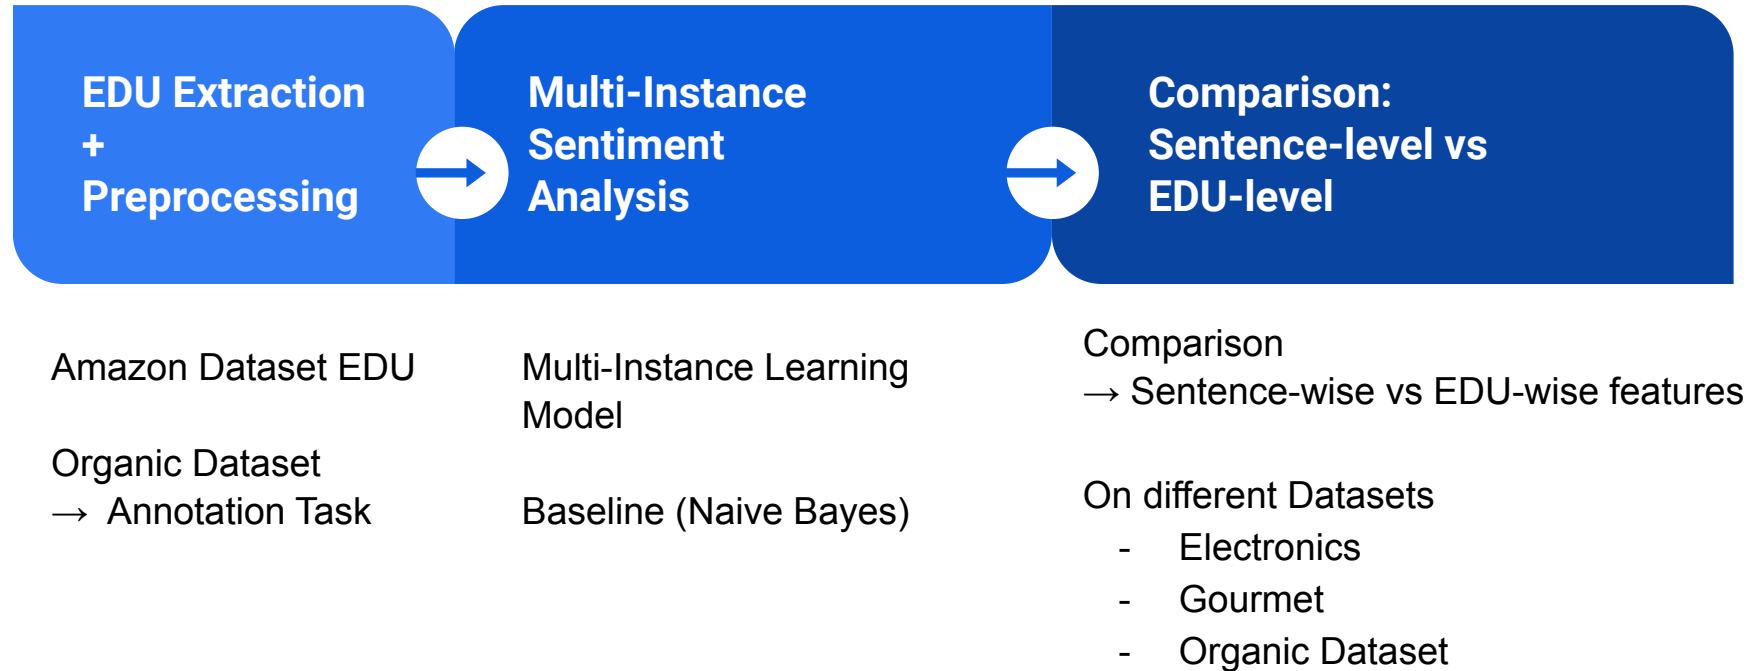 EDU Extraction
+
Preprocessing
Multi-Instance
Sentiment
Analysis
Comparison:
Sentence-level vs
EDU-level
Amazon Dataset EDU
Organic Dataset
→ Annotation Task
Multi-Instance Learning
Model
Baseline (Naive Bayes)
Comparison
→ Sentence-wise vs EDU-wise features
On different Datasets
- Electronics
- Gourmet
- Organic Dataset